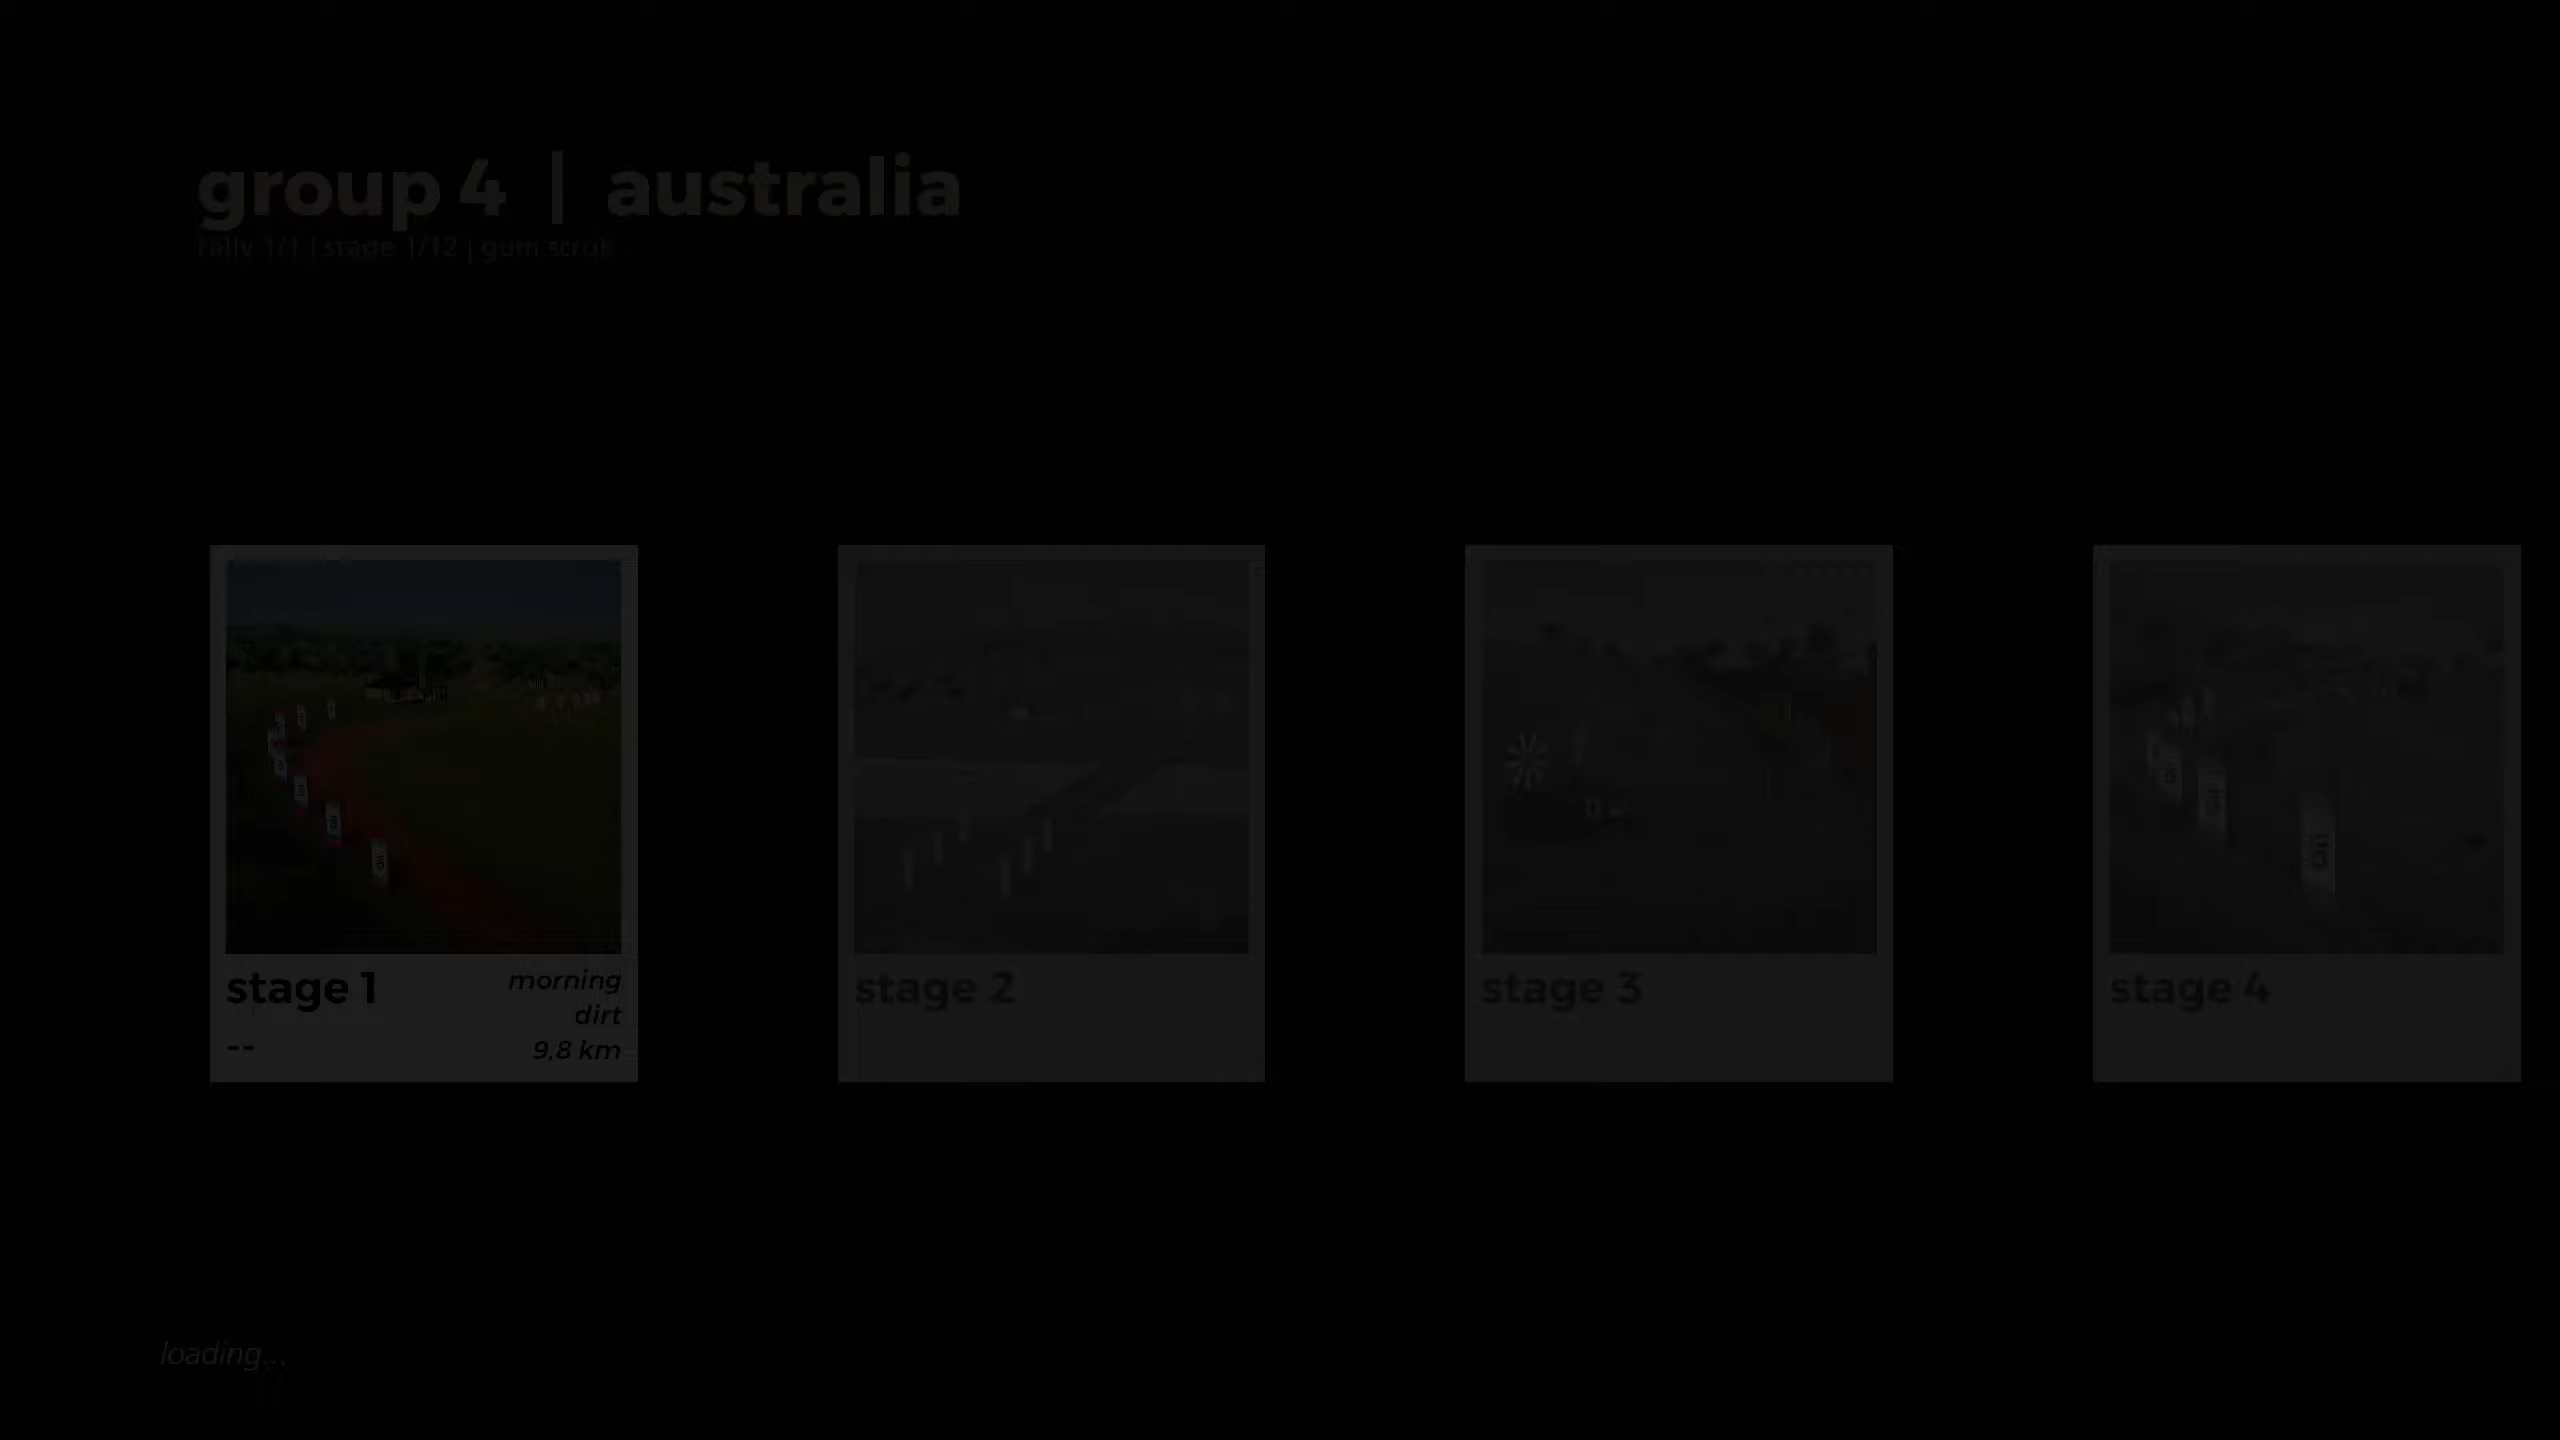 group 4 | australia
rally 1/1 | stage 1/12 | gum scrub
stage 1
morning
dirt
--
9,8 km
stage 2
stage 3
stage 4
loading...